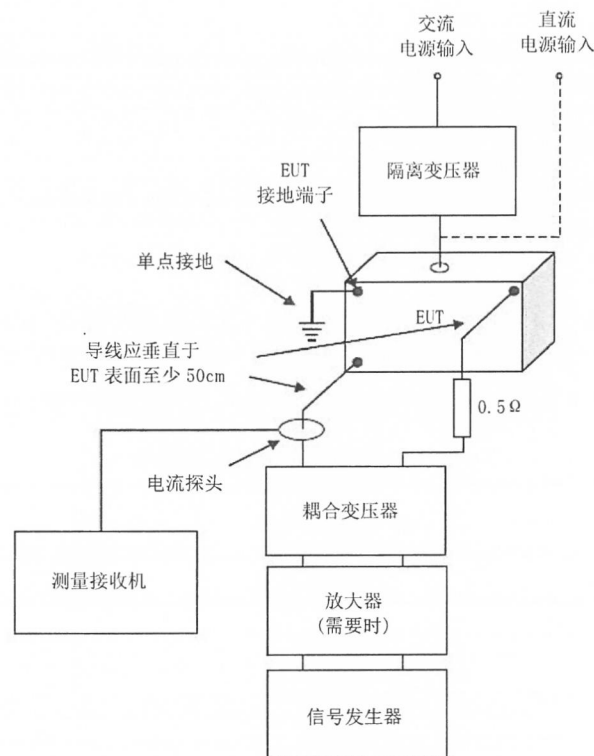 交流
电源输入
直流
电源输入
隔离变压器
EUT
接地端子
单点接地
EUT
导线应垂直于
EUT 表面至少 50cm
0.5Ω
电流探头
耦合变压器
测量接收机
放大器
(需要时)
信号发生器